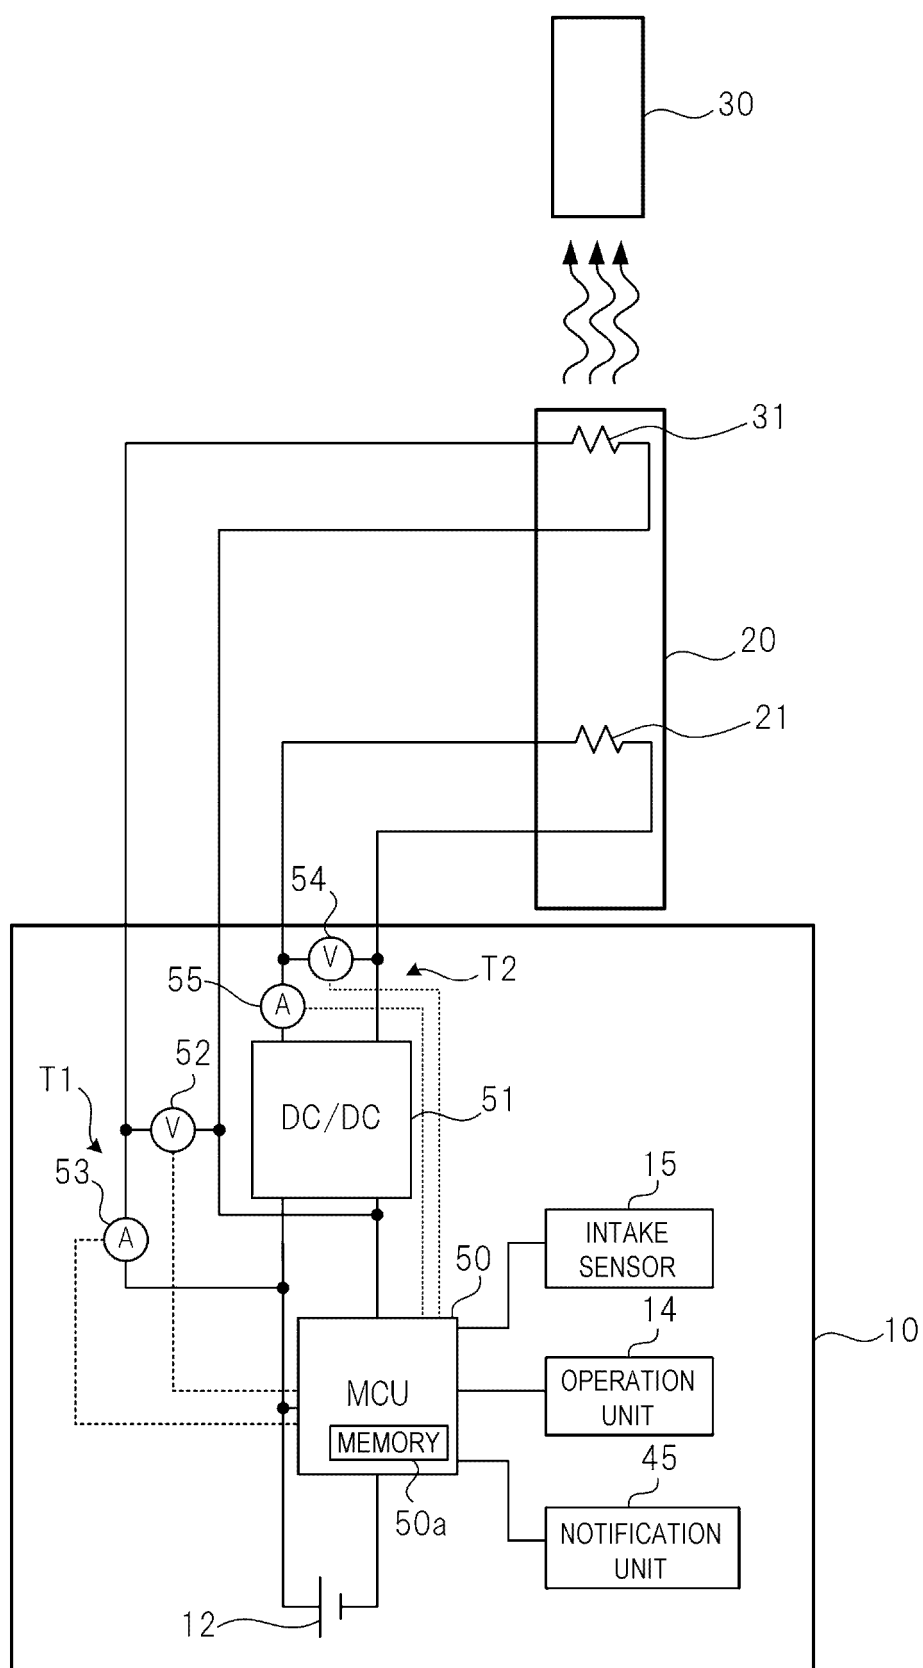 30
31
20
21
54
55
V
T2
A
52
T1
DC/DC
51
V
53
15
A
INTAKE
SENSOR
50
14
10
MCU
OPERATION
UNIT
MEMORY
45
50a
NOTIFICATION
UNIT
12